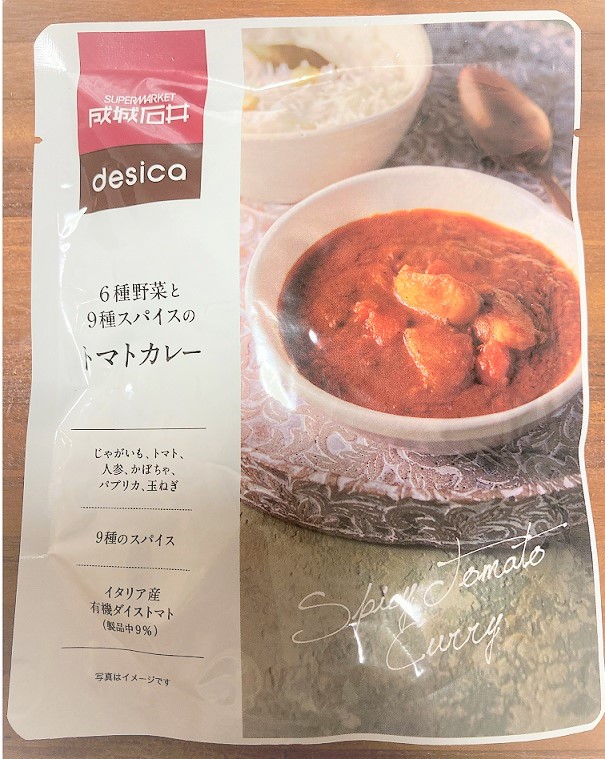 SUPERMARKET
成城石井
desica
6種野菜と
9種スパイスの
トマトカレー
じゃがいも、トマト、
人参、かぼちゃ、
パプリカ、玉ねぎ
9種のスパイス
イタリア産
有機ダイストマト
(製品中9%)
写真はイメージです
Spicy Tomato
Curry